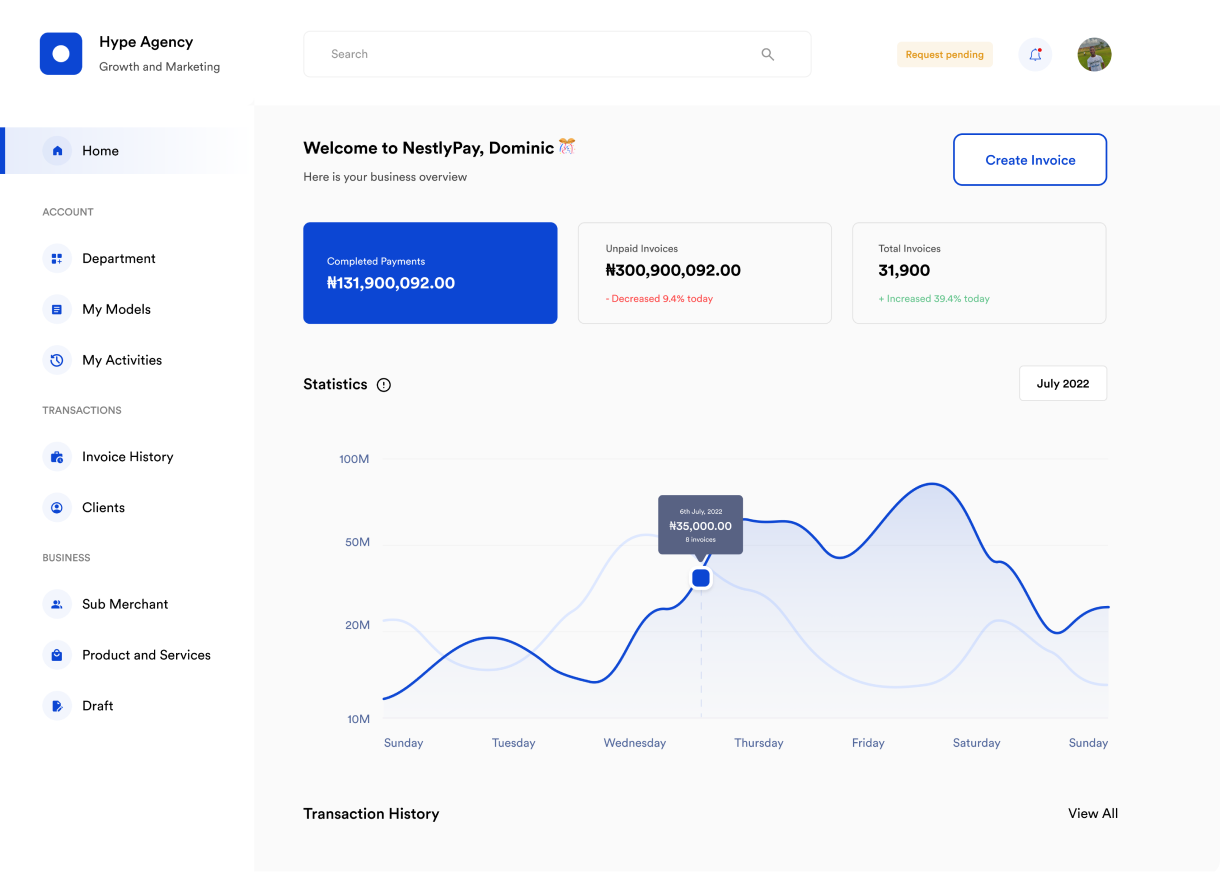 Hype Agency
Growth and Marketing
Search
Request pending
Home
ACCOUNT
Department
My Models
My Activities
TRANSACTIONS
Invoice History
Clients
BUSINESS
Sub Merchant
Product and Services
Draft
Welcome to NestlyPay, Dominic 🎊
Here is your business overview
Create Invoice
Completed Payments
₦131,900,092.00
Unpaid Invoices
₦300,900,092.00
- Decreased 9.4% today
Total Invoices
31,900
+ Increased 39.4% today
Statistics
July 2022
100M
50M
20M
10M
6th July, 2022
₦35,000.00
8 invoices
Sunday Tuesday Wednesday Thursday Friday Saturday Sunday
Transaction History
View All